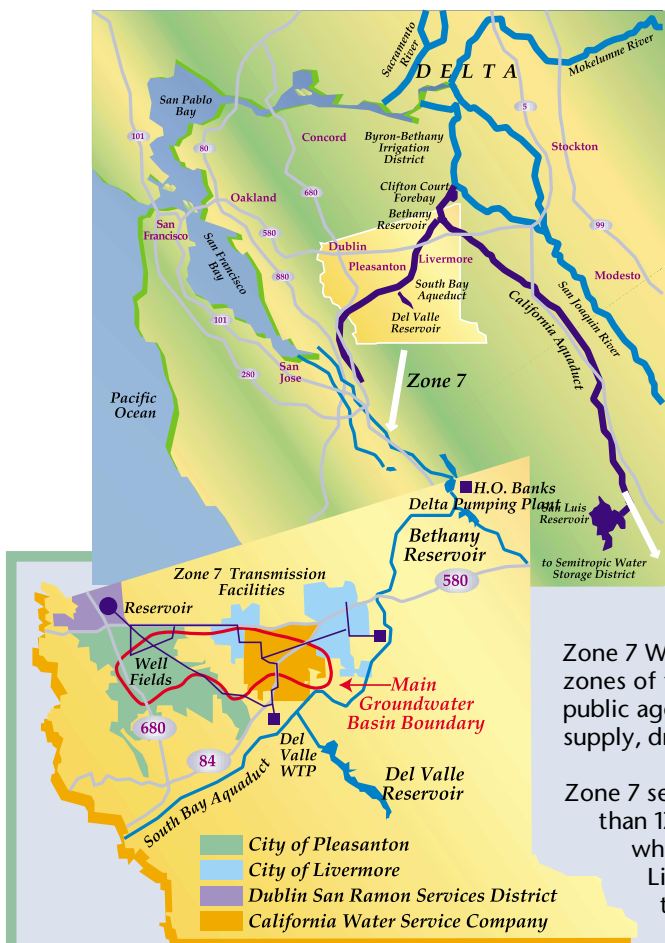 Sacramento
River
DELTA
Mokelumne River
San Pablo
Bay
5
101
80
Concord
Byron-Bethany
Irrigation
District
Stockton
680
Clifton Court
Forebay
Oakland
Bethany
Reservoir
San
Francisco
580
99
Dublin
Livermore
Pleasanton
San Francisco
Bay
880
South Bay
Aqueduct
Modesto
Del Valle
Reservoir
San Joaquin River
California Aquaduct
101
280
San
Jose
Zone 7
Pacific
Ocean
H.O. Banks
Delta Pumping Plant
San Luis
Reservoir
Bethany
Reservoir
to Semitropic Water
Storage District
Zone 7 Transmission
Facilities
580
Reservoir
Well
Fields
Main
Groundwater
Basin Boundary
680
84
Del
Valle
WTP
Del Valle
Reservoir
South Bay Aquaduct
City of Pleasanton
City of Livermore
Dublin San Ramon Services District
California Water Service Company
Zone 7 W
zones of
public age
supply, dr
Zone 7 se
than
wh
Li
t